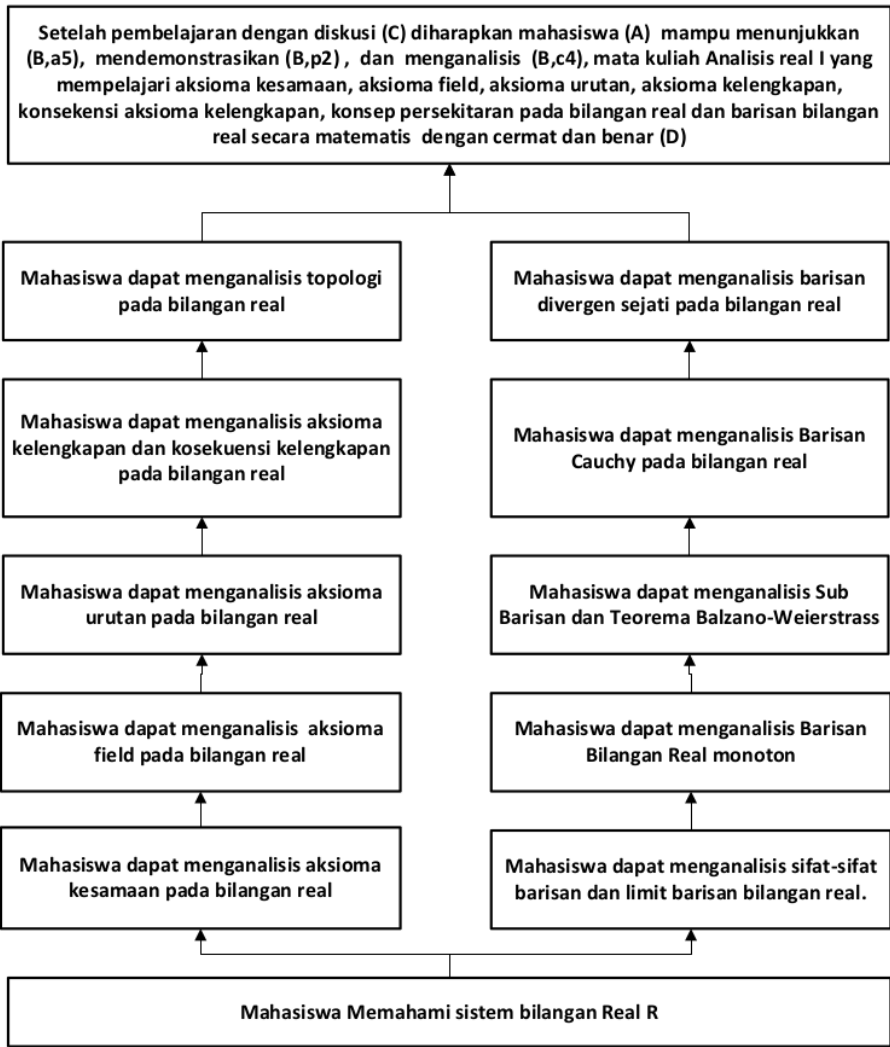 Setelah pembelajaran dengan diskusi (C) diharapkan mahasiswa (A) mampu menunjukkan
(B,a5), mendemonstrasikan (B,p2) , dan menganalisis (B,c4), mata kuliah Analisis real I yang
mempelajari aksioma kesamaan, aksioma field, aksioma urutan, aksioma kelengkapan,
konsekensi aksioma kelengkapan, konsep persekitaran pada bilangan real dan barisan bilangan
real secara matematis dengan cermat dan benar (D)
Mahasiswa dapat menganalisis topologi
pada bilangan real
Mahasiswa dapat menganalisis barisan
divergen sejati pada bilangan real
Mahasiswa dapat menganalisis aksioma
kelengkapan dan kosekuensi kelengkapan
pada bilangan real
Mahasiswa dapat menganalisis Barisan
Cauchy pada bilangan real
Mahasiswa dapat menganalisis aksioma
urutan pada bilangan real
Mahasiswa dapat menganalisis Sub
Barisan dan Teorema Balzano-Weierstrass
Mahasiswa dapat menganalisis aksioma
field pada bilangan real
Mahasiswa dapat menganalisis Barisan
Bilangan Real monoton
Mahasiswa dapat menganalisis aksioma
kesamaan pada bilangan real
Mahasiswa dapat menganalisis sifat-sifat
barisan dan limit barisan bilangan real.
Mahasiswa Memahami sistem bilangan Real R